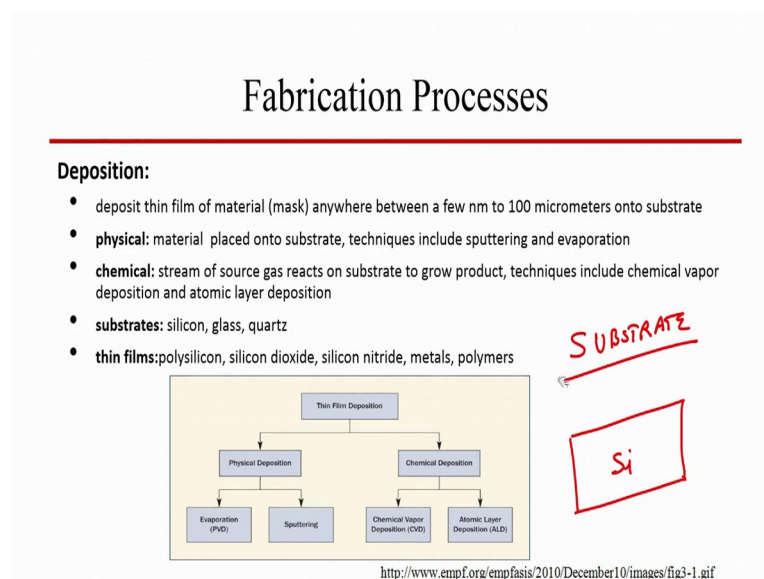 Fabrication Processes
Deposition:
• deposit thin film of material (mask) anywhere between a few nm to 100 micrometers onto substrate
• physical: material placed onto substrate, techniques include sputtering and evaporation
• chemical: stream of source gas reacts on substrate to grow product, techniques include chemical vapor
deposition and atomic layer deposition
• substrates: silicon, glass, quartz
• thin films:polysilicon, silicon dioxide, silicon nitride, metals, polymers
SUBSTRATE
Si
Thin Film Deposition
Physical Deposition
Chemical Deposition
Evaporation
(PVD)
Sputtering
Chemical Vapor
Deposition (CVD)
Atomic Layer
Deposition (ALD)
http://www.empf.org/empfasis/2010/December10/images/fig3-1.gif